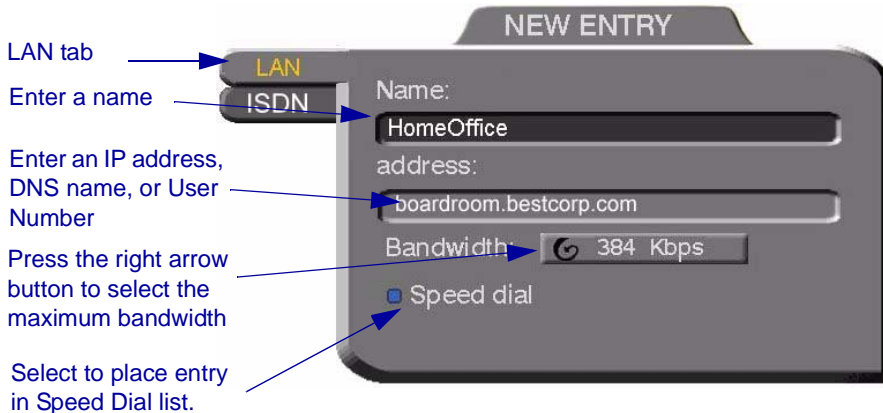 NEW ENTRY
LAN tab
LAN
Enter a name
ISDN
Name:
HomeOffice
address:
Enter an IP address,
DNS name, or User
Number
boardroom.bestcorp.com
Bandwidth:
384 Kbps
Press the right arrow
button to select the
maximum bandwidth
Speed dial
Select to place entry
in Speed Dial list.